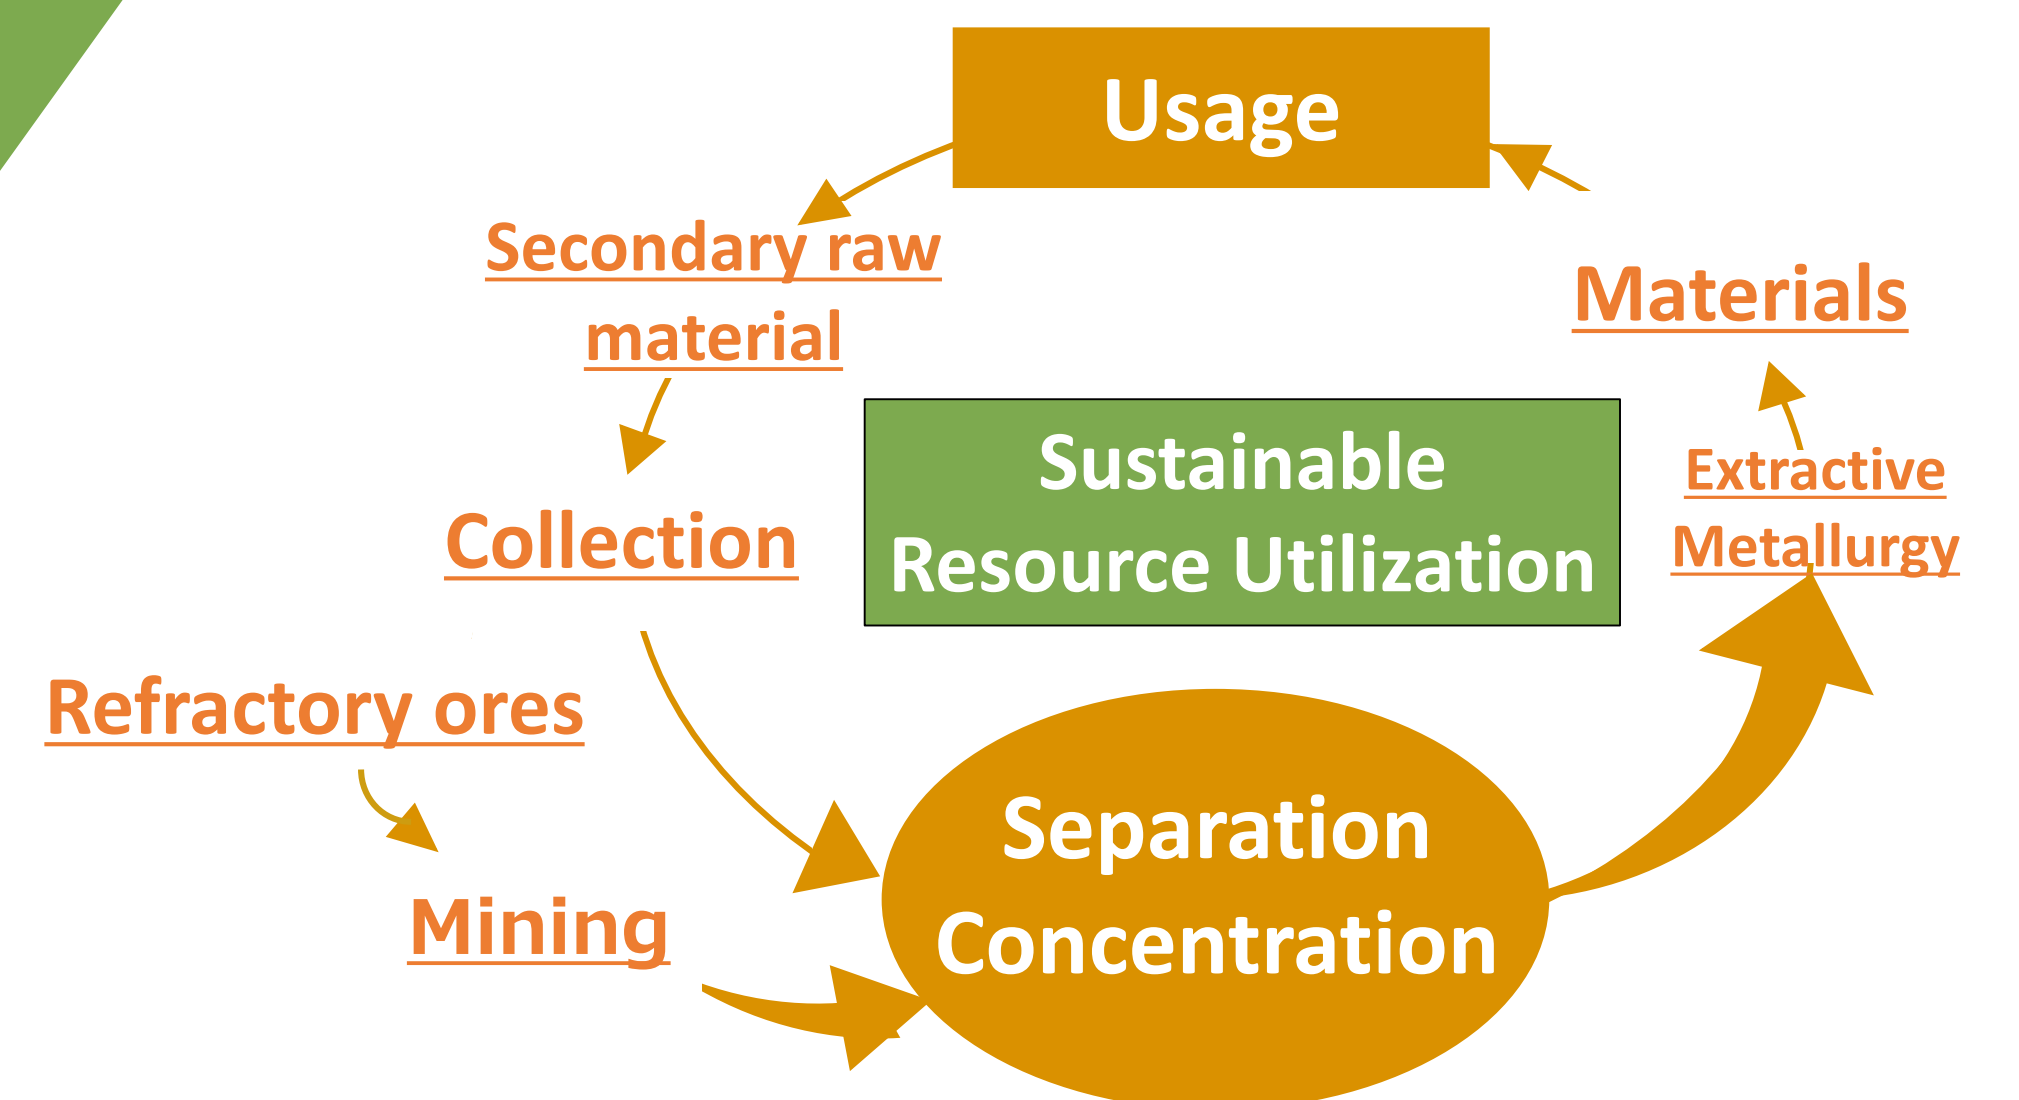 Usage
Secondary raw
material
Materials
Sustainable
Resource Utilization
Extractive
Metallurgy
Collection
Refractory ores
Separation
Concentration
Mining